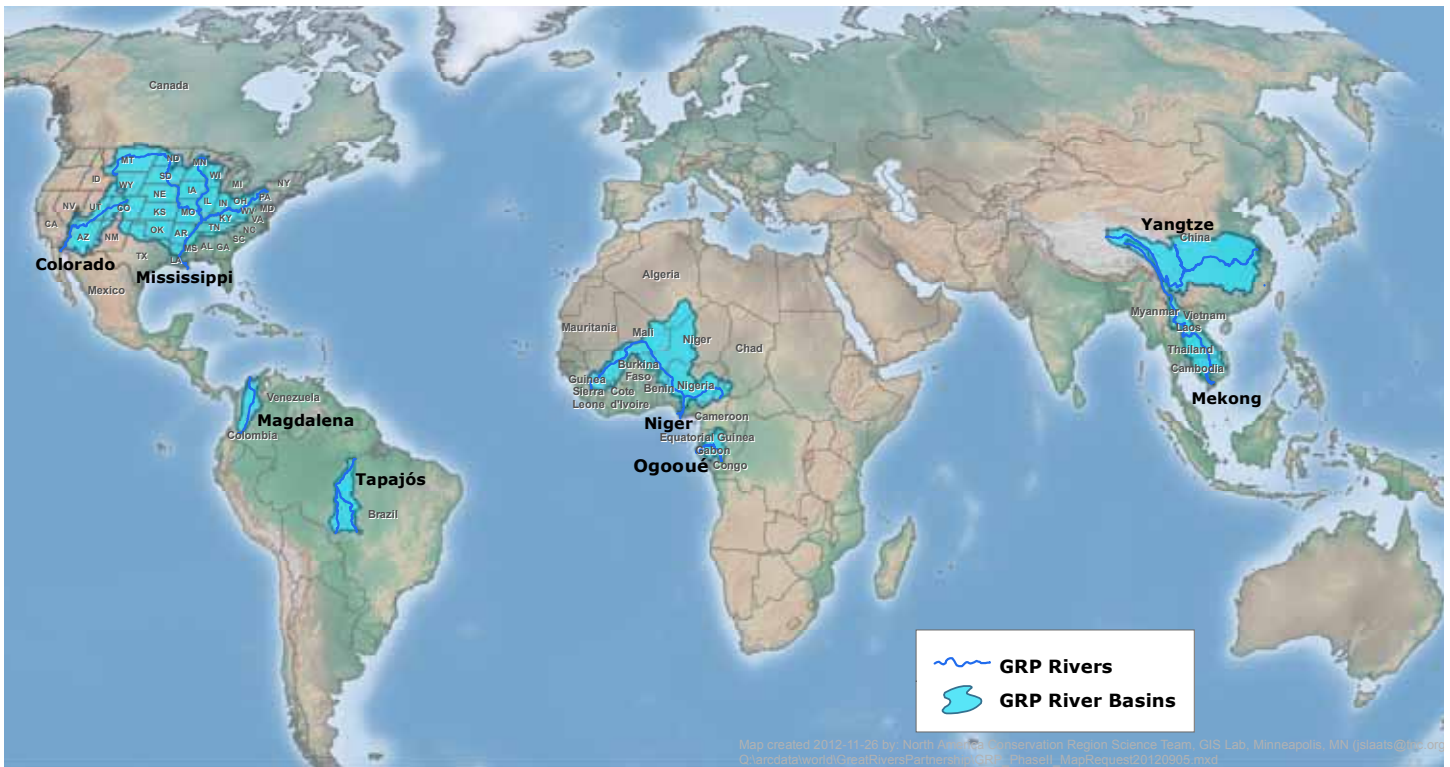 Canada
MT
ND
MN
ID
WY
SD
WI
MI
NY
NE
IA
IL
IN
OH
PA
NV
UT
CO
KS
MO
KY
WV
MD
VA
CA
AZ
NM
OK
AR
TN
NC
SC
TX
LA
MS
AL
GA
Colorado
Mississippi
Mexico
Venezuela
Magdalena
Colombia
Tapajós
Brazil
Algeria
Mauritania
Mali
Niger
Chad
Burkina
Faso
Guinea
Sierra
Leone
Cote
d'Ivoire
Benin
Nigeria
Niger
Cameroon
Equatorial Guinea
Gabon
Ogooué
Congo
Yangtze
China
Myanmar
Vietnam
Laos
Thailand
Cambodia
Mekong
GRP Rivers
GRP River Basins
Map created 2012-11-26 by: North America Conservation Region Science Team, GIS Lab, Minneapolis, MN